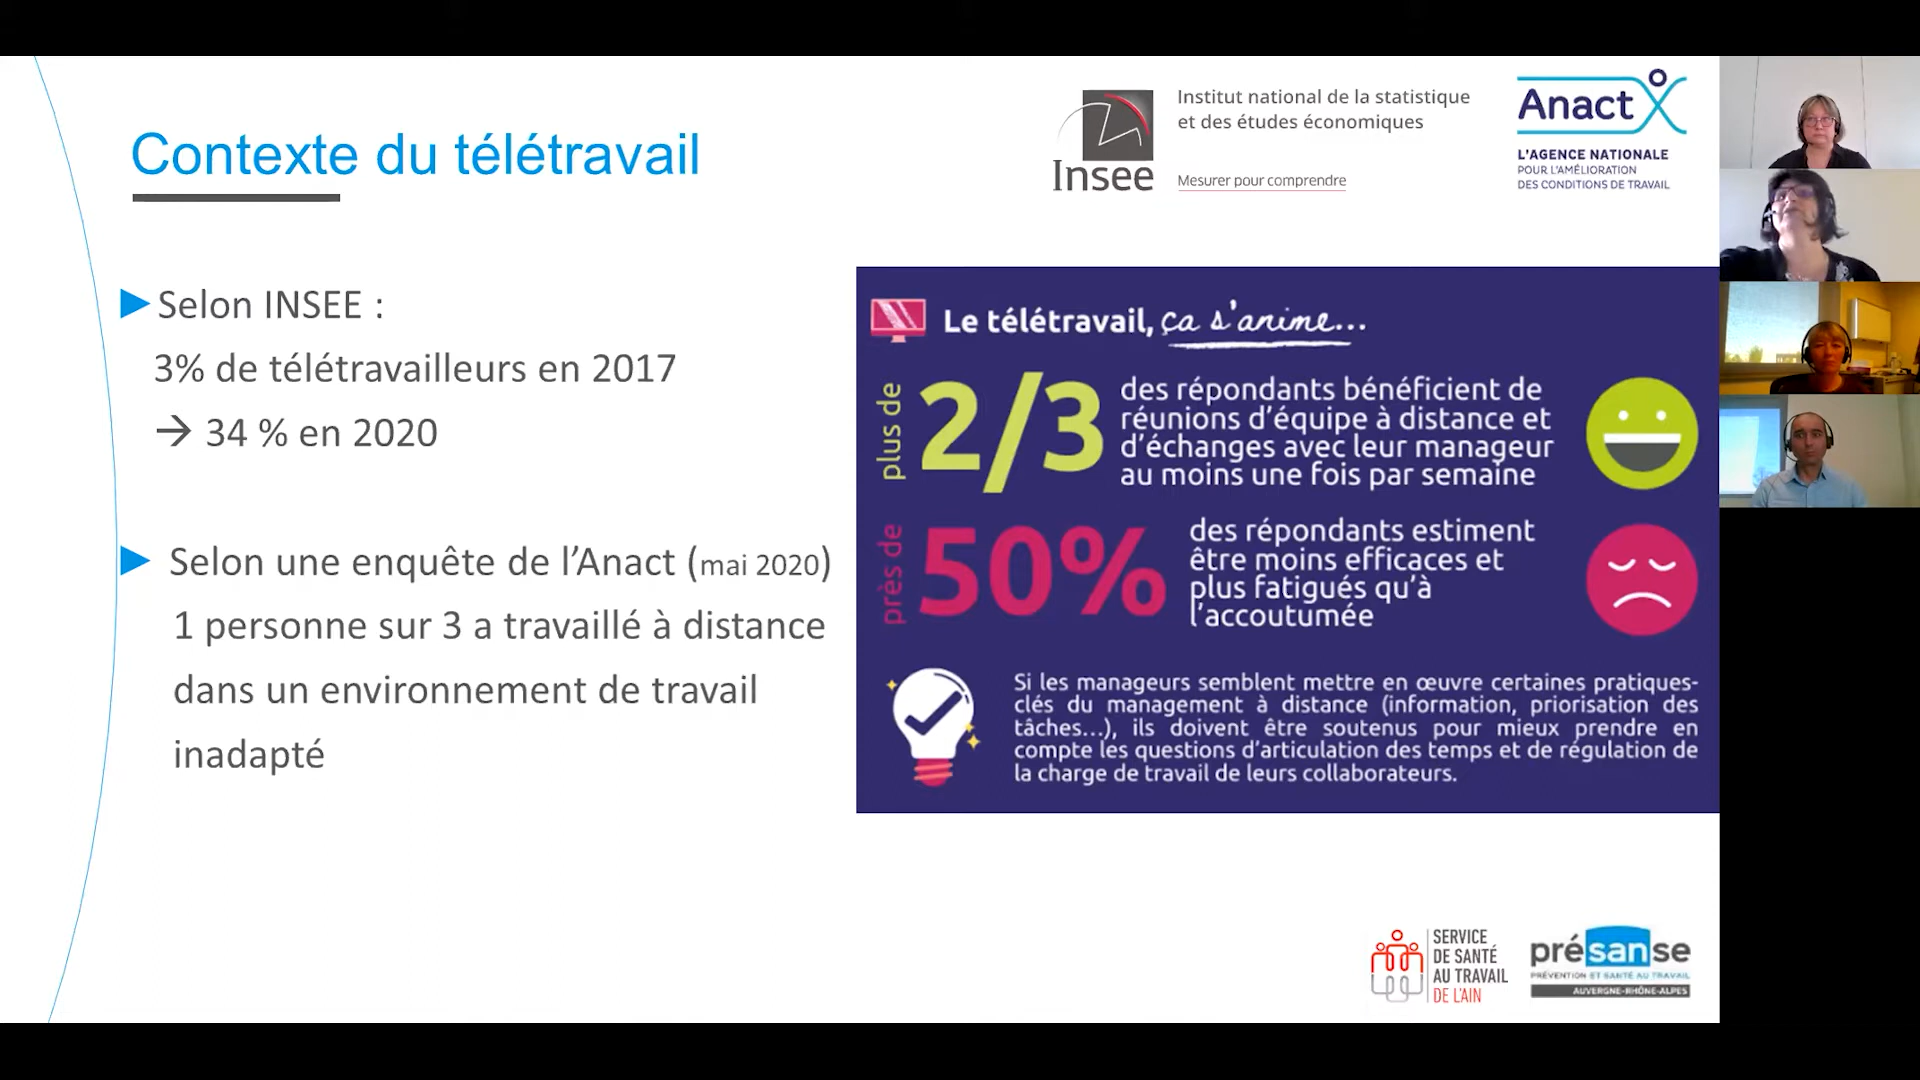 Contexte du télétravail
Insee
Institut national de la statistique
et des études économiques
Mesurer pour comprendre
Anact
L'AGENCE NATIONALE
POUR L'AMÉLIORATION
DES CONDITIONS DE TRAVAIL
Selon INSEE :
3% de télétravailleurs en 2017
→ 34 % en 2020
Selon une enquête de l’Anact (mai 2020)
1 personne sur 3 a travaillé à distance
dans un environnement de travail
inadapté
Le télétravail, ça s'anime...
plus de
2/3
des répondants bénéficient de
réunions d’équipe à distance et
d’échanges avec leur manageur
au moins une fois par semaine
près de
50%
des répondants estiment
être moins efficaces et
plus fatigués qu’à
l’accoutumée
Si les manageurs semblent mettre en œuvre certaines pratiques-
clés du management à distance (information, priorisation des
tâches...), ils doivent être soutenus pour mieux prendre en
compte les questions d’articulation des temps et de régulation de
la charge de travail de leurs collaborateurs.
SERVICE
DE SANTÉ
AU TRAVAIL
DE L'AIN
présanse
PRÉVENTION ET SANTÉ AU TRAVAIL
AUVERGNE-RHÔNE-ALPES